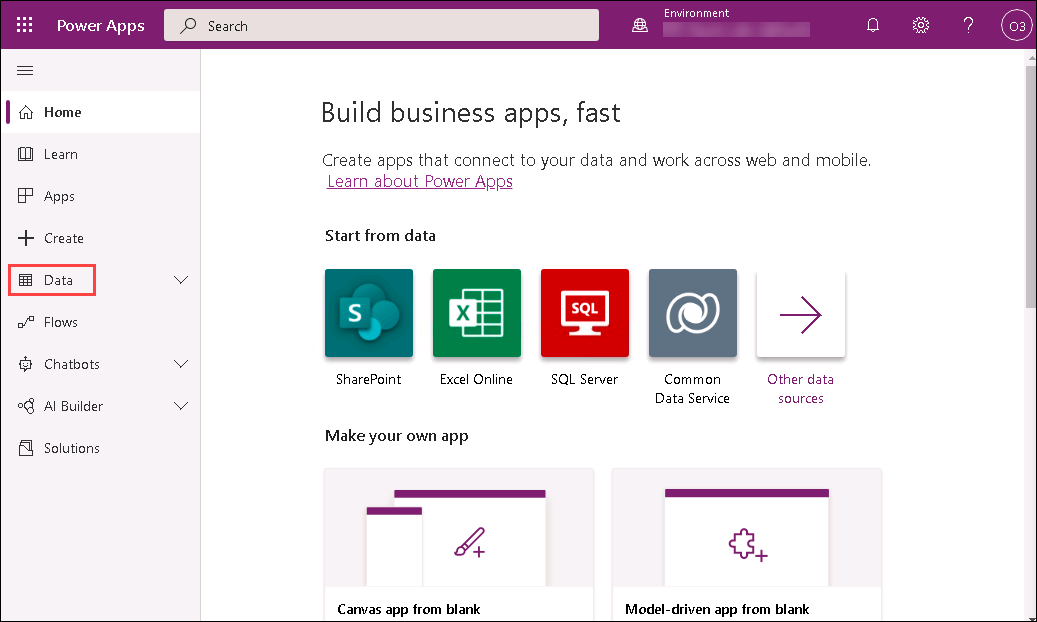 Power Apps
Search
Environment
O3
Home
Learn
Apps
Create
Data
Flows
Chatbots
AI Builder
Solutions
Build business apps, fast
Create apps that connect to your data and work across web and mobile.
Learn about Power Apps
Start from data
S
X
SQL
SharePoint
Excel Online
SQL Server
Common
Data Service
Other data
sources
Make your own app
Canvas app from blank
Model-driven app from blank